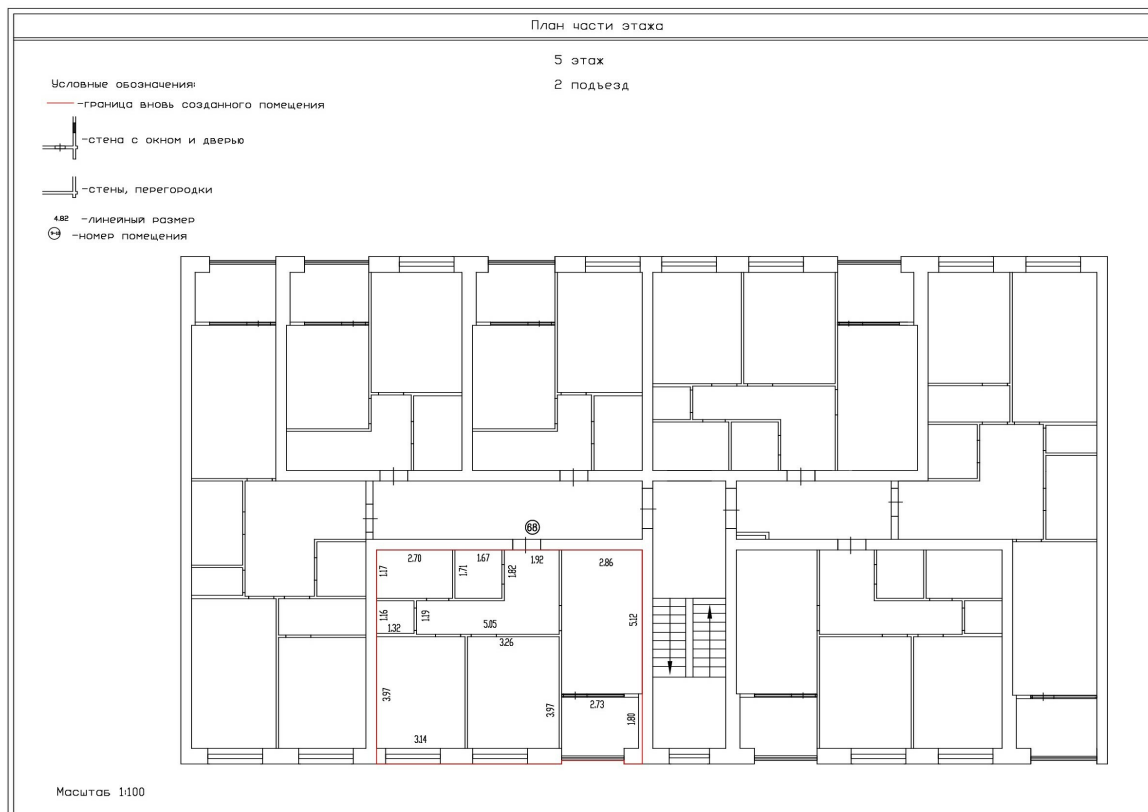 План части этажа
5 этаж
2 подъезд
Условные обозначения:
-граница вновь созданного помещения
-стена с окном и дверью
-стены, перегородки
4.82 -линейный размер
-номер помещения
68
2.70 1.67 1.92 2.86
1.17 1.71 1.82
1.16 1.19 5.12
1.32 5.05
3.26
3.97 3.97 2.73 1.80
3.14
Масштаб 1:100